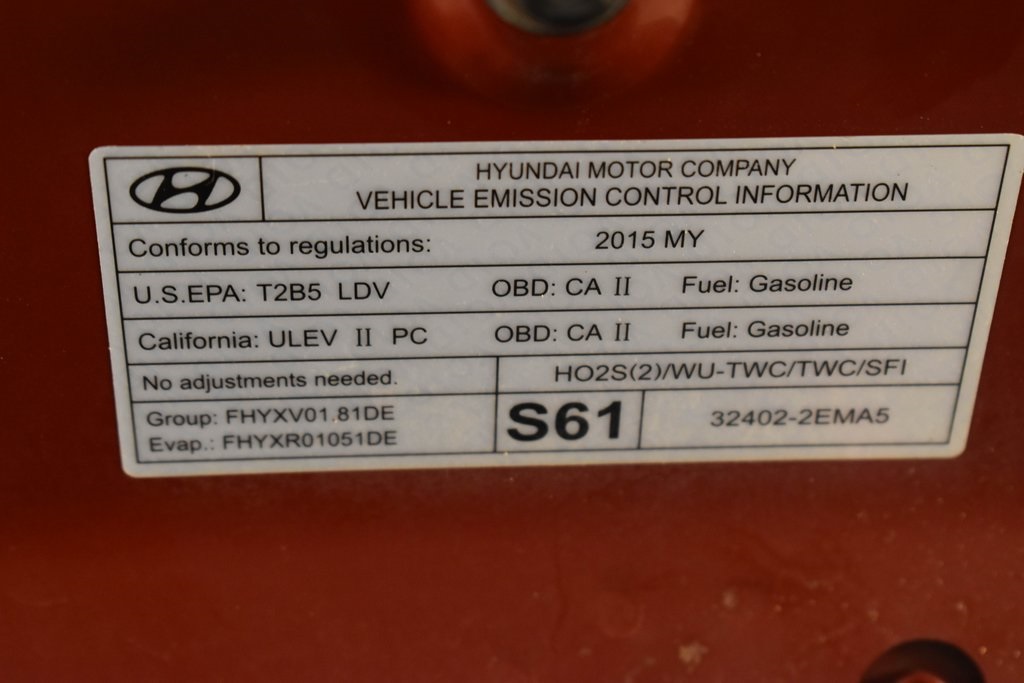 HYUNDAI MOTOR COMPANY
VEHICLE EMISSION CONTROL INFORMATION
Conforms to regulations: 2015 MY
U.S.EPA: T2B5 LDV OBD: CA II Fuel: Gasoline
California: ULEV II PC OBD: CA II Fuel: Gasoline
No adjustments needed. HO2S(2)/WU-TWC/TWC/SFI
Group: FHYXV01.81DE
Evap.: FHYXR01051DE
S61
32402-2EMA5